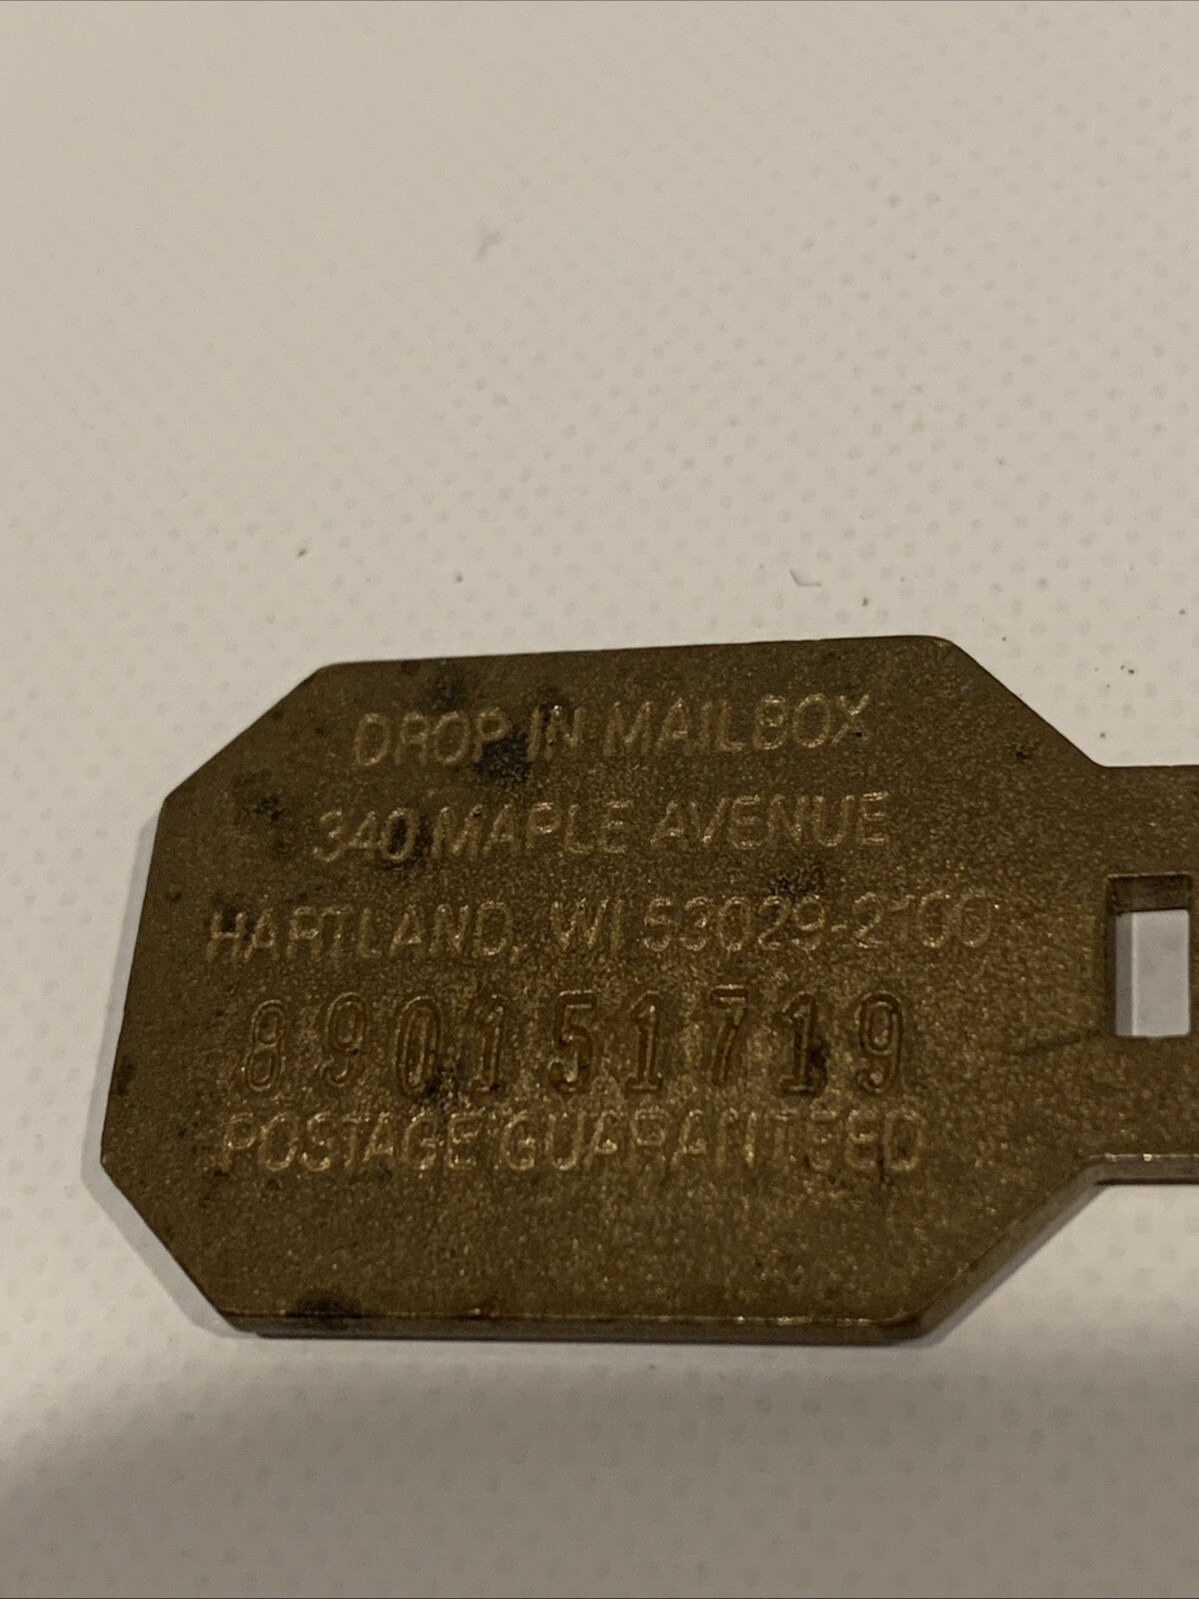 DROP IN MAILBOX
340 MAPLE AVENUE
HARTLAND, WI 53029-2100
890151719
POSTAGE GUARANTEED